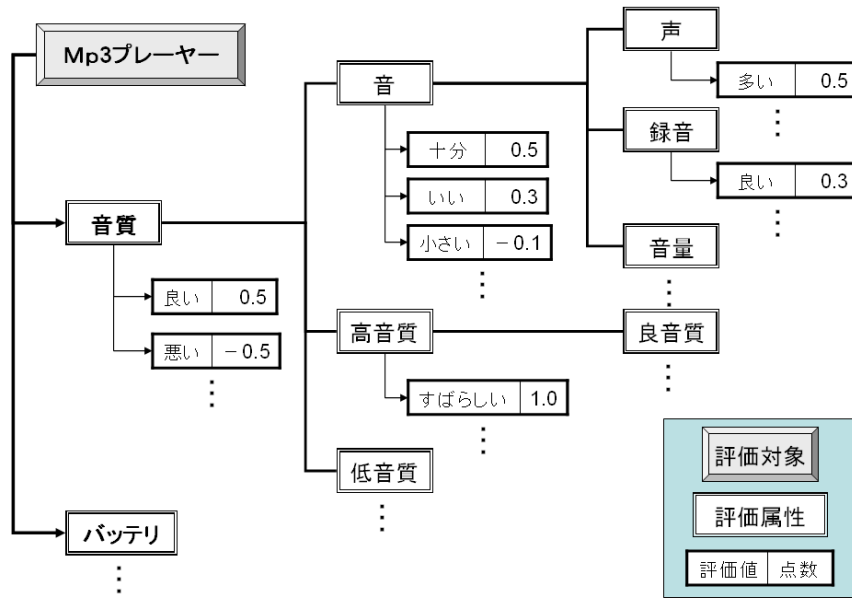 Mp3プレーヤー
音質
良い 0.5
悪い －0.5
⋮
バッテリ
⋮
音
十分 0.5
いい 0.3
小さい －0.1
⋮
高音質
すばらしい 1.0
⋮
低音質
⋮
声
多い 0.5
⋮
録音
良い 0.3
⋮
音量
⋮
良音質
⋮
評価対象
評価属性
評価値 点数